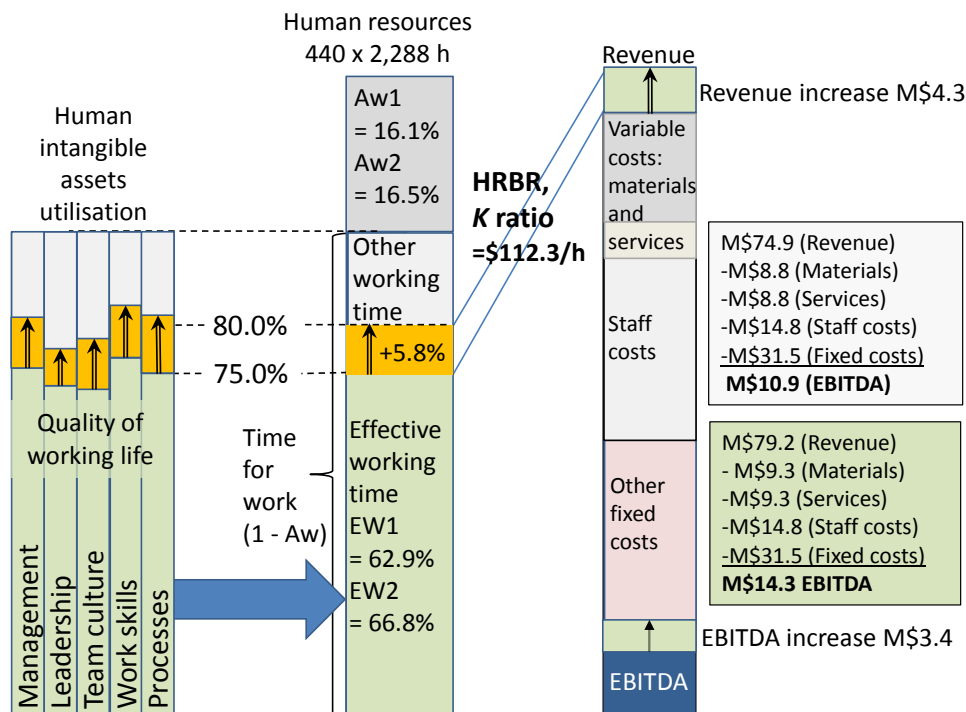 Human resources
440 x 2,288 h
Human
intangible
assets
utilisation
Management
Leadership
Team culture
Work skills
Processes
Quality of
working life
80.0%
75.0%
Time
for
work
(1 - Aw)
Aw1
= 16.1%
Aw2
= 16.5%
Other
working
time
+5.8%
Effective
working
time
EW1
= 62.9%
EW2
= 66.8%
HRBR,
K ratio
=$112.3/h
Revenue
Revenue increase M$4.3
Variable
costs:
materials
and
services
Staff
costs
Other
fixed
costs
EBITDA
M$74.9 (Revenue)
-M$8.8 (Materials)
-M$8.8 (Services)
-M$14.8 (Staff costs)
-M$31.5 (Fixed costs)
M$10.9 (EBITDA)
M$79.2 (Revenue)
- M$9.3 (Materials)
-M$9.3 (Services)
-M$14.8 (Staff costs)
-M$31.5 (Fixed costs)
M$14.3 EBITDA
EBITDA increase M$3.4